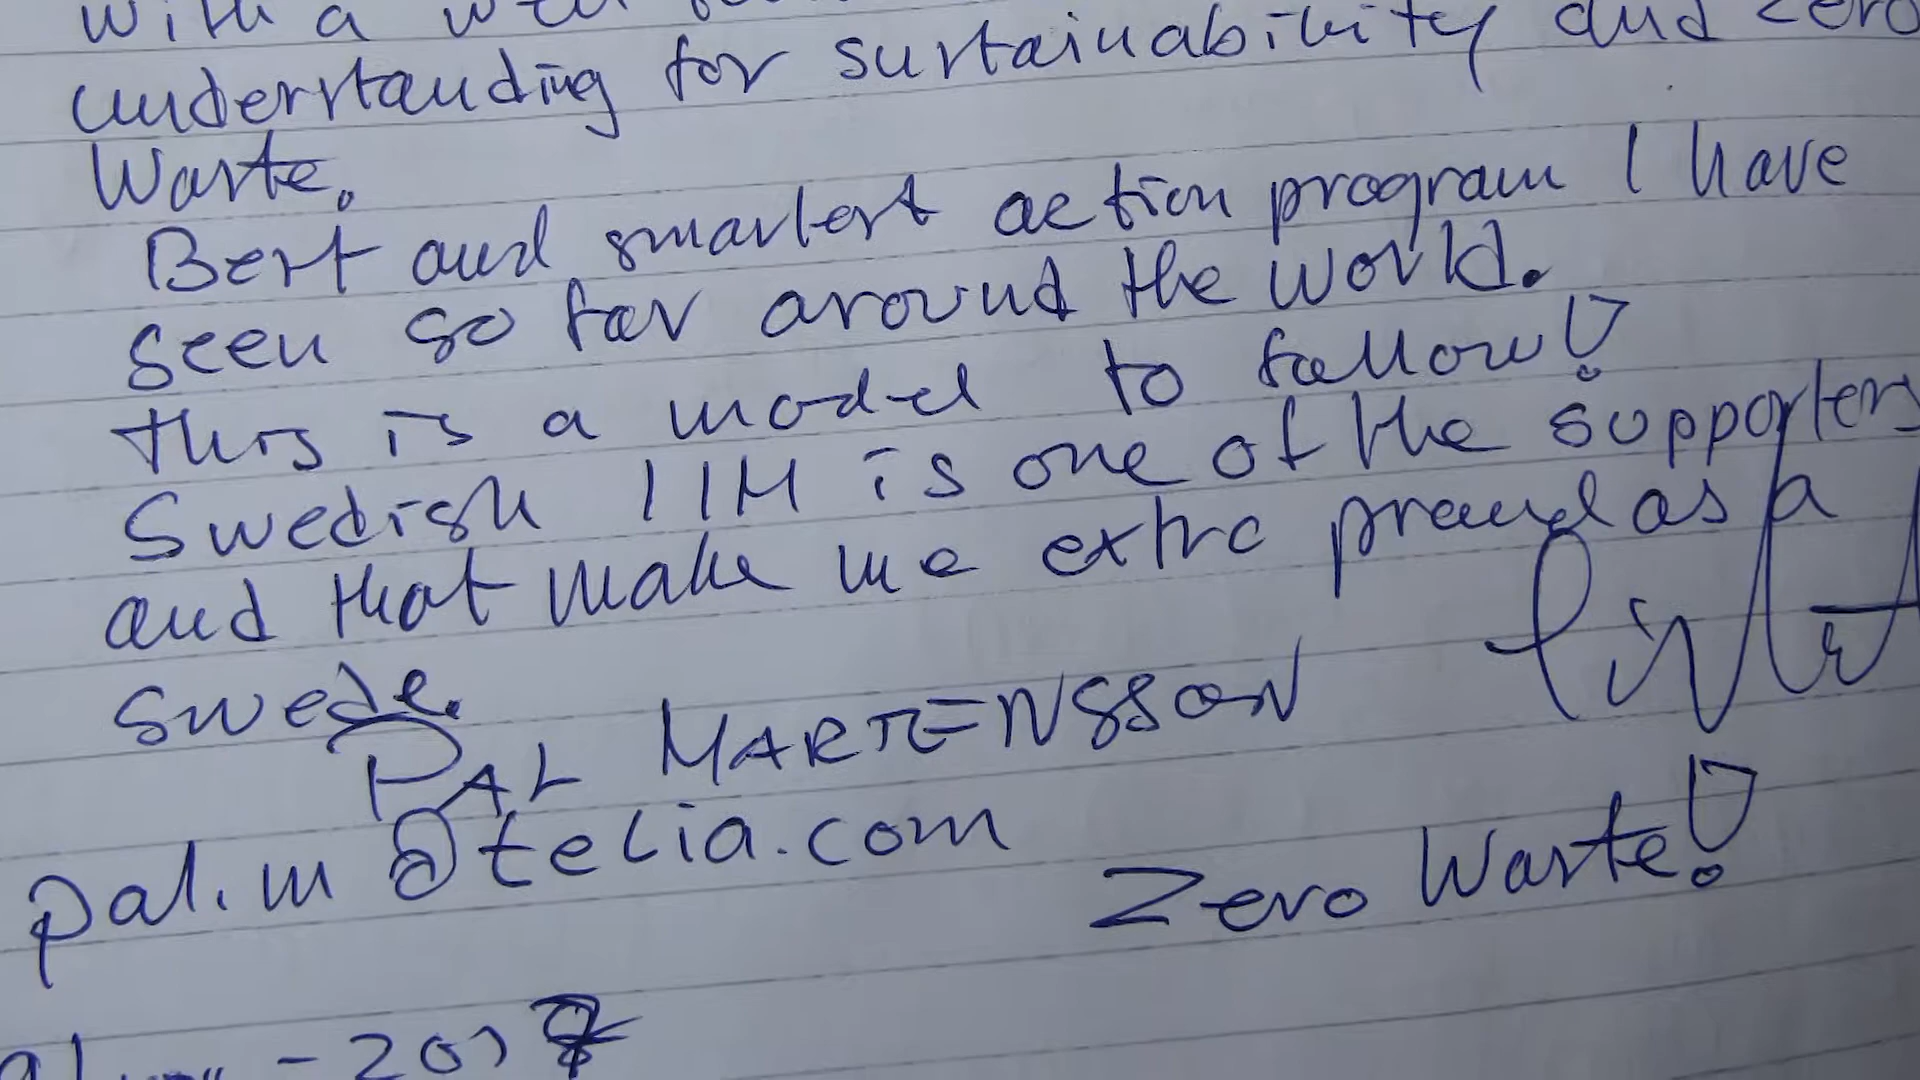 with a
understanding for sustainability and zero
Waste.
Best and smartest action program I have
seen so far around the world.
This is a model to follow!
Swedish IIH is one of the supporters
and that make me extra proud as a
swede.
PAL MARTENSSON
pal.m@telia.com
Zero Waste!